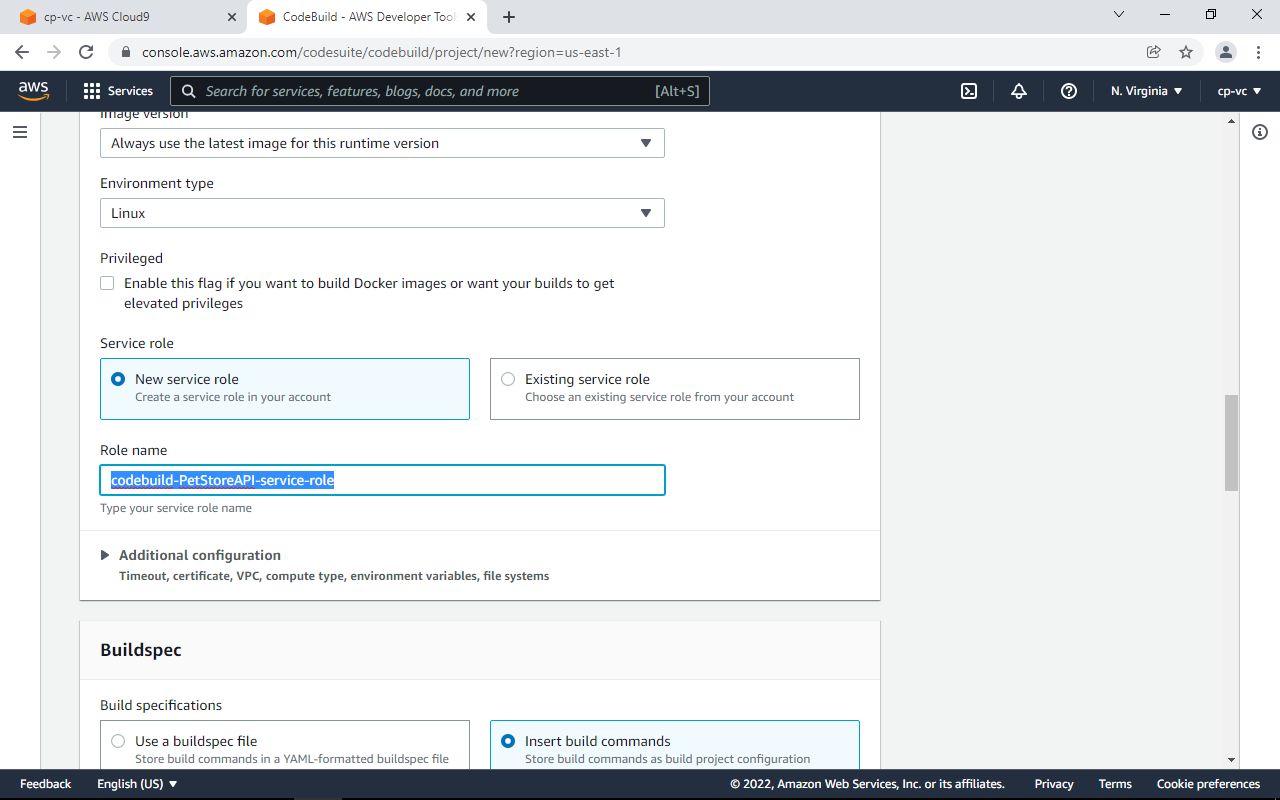 cp-vc - AWS Cloud9
CodeBuild - AWS Developer Tool
console.aws.amazon.com/codesuite/codebuild/project/new?region=us-east-1
aws
Services
Search for services, features, blogs, docs, and more
[Alt+S]
N. Virginia
cp-vc
Image version
Always use the latest image for this runtime version
Environment type
Linux
Privileged
Enable this flag if you want to build Docker images or want your builds to get
elevated privileges
Service role
New service role
Create a service role in your account
Existing service role
Choose an existing service role from your account
Role name
codebuild-PetStoreAPI-service-role
Type your service role name
Additional configuration
Timeout, certificate, VPC, compute type, environment variables, file systems
Buildspec
Build specifications
Use a buildspec file
Store build commands in a YAML-formatted buildspec file
Insert build commands
Store build commands as build project configuration
Feedback
English (US)
© 2022, Amazon Web Services, Inc. or its affiliates.
Privacy
Terms
Cookie preferences